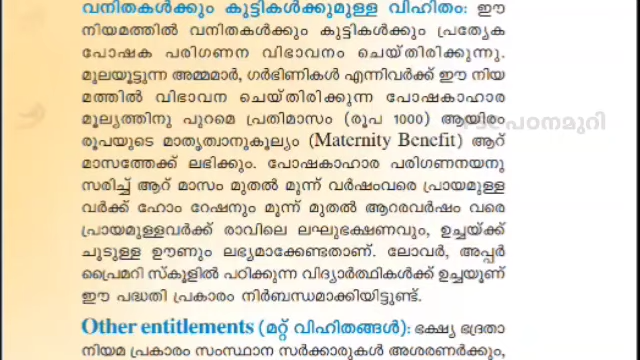 വനിതകൾക്കും കുട്ടികൾക്കുമുള്ള വിഹിതം: ഈ
നിയമത്തിൽ വനിതകൾക്കും കുട്ടികൾക്കും പ്രത്യേക
പോഷക പരിഗണന വിഭാവനം ചെയ്തിരിക്കുന്നു.
മുലയൂട്ടുന്ന അമ്മമാർ, ഗർഭിണികൾ എന്നിവർക്ക് ഈ നിയ
മത്തിൽ വിഭാവന ചെയ്തിരിക്കുന്ന പോഷകാഹാര
മൂല്യത്തിനു പുറമെ പ്രതിമാസം (രൂപ 1000) ആയിരം
രൂപയുടെ മാതൃത്വാനുകൂല്യം (Maternity Benefit) ആറ്
മാസത്തേക്ക് ലഭിക്കും. പോഷകാഹാര പരിഗണനയനു
സരിച്ച് ആറ് മാസം മുതൽ മൂന്ന് വർഷംവരെ പ്രായമുള്ള
വർക്ക് ഹോം റേഷനും മൂന്ന് മുതൽ ആററവർഷം വരെ
പ്രായമുള്ളവർക്ക് രാവിലെ ലഘുഭക്ഷണവും, ഉച്ചയ്ക്ക്
ചൂടുള്ള ഊണും ലഭ്യമാക്കേണ്ടതാണ്. ലോവർ, അപ്പർ
പ്രൈമറി സ്കൂളിൽ പഠിക്കുന്ന വിദ്യാർത്ഥികൾക്ക് ഉച്ചയൂണ്
ഈ പദ്ധതി പ്രകാരം നിർബന്ധമാക്കിയിട്ടുണ്ട്.
Other entitlements (മറ്റ് വിഹിതങ്ങൾ): ഭക്ഷ്യ ഭദ്രതാ
നിയമ പ്രകാരം സംസ്ഥാന സർക്കാരുകൾ അശരണർക്കും,
പഠനമുറി